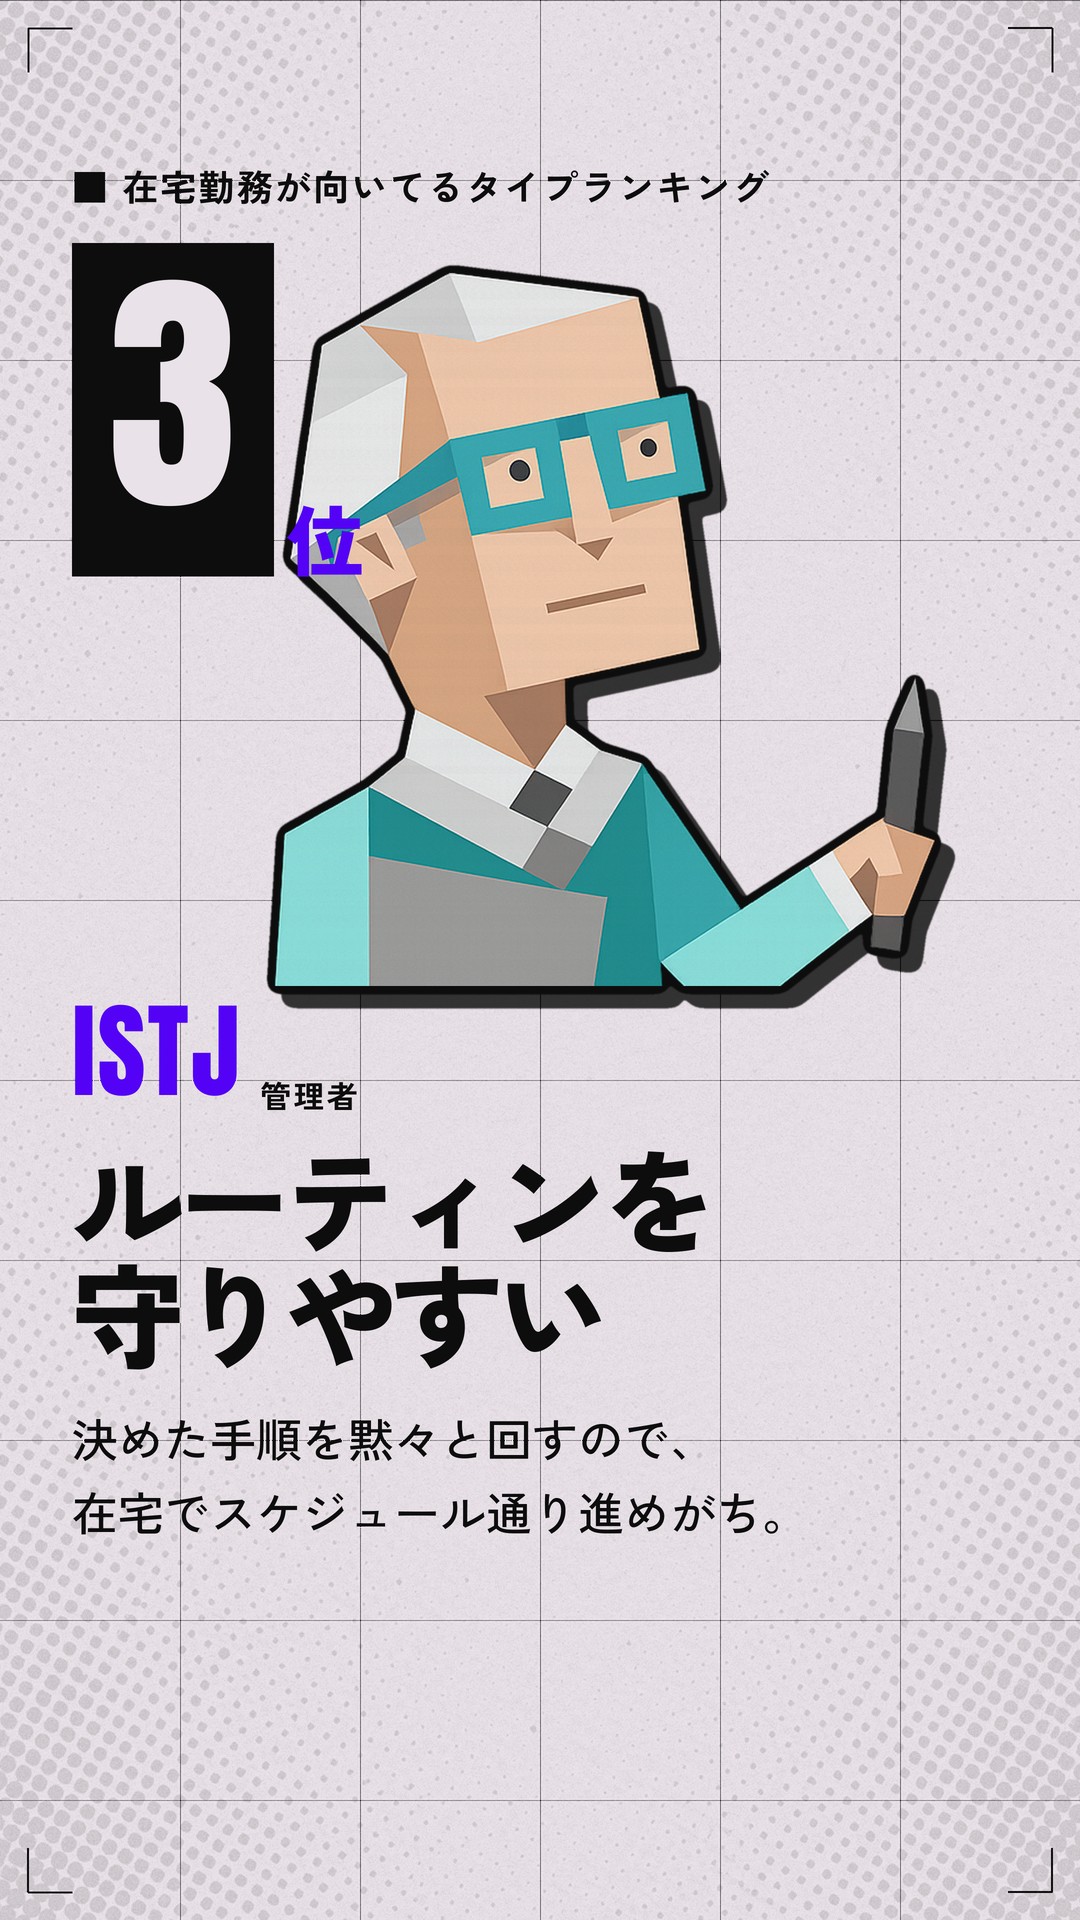 ■ 在宅勤務が向いてるタイプランキング
3位
ISTJ 管理者
ルーティンを
守りやすい
決めた手順を黙々と回すので、
在宅でスケジュール通り進めがち。